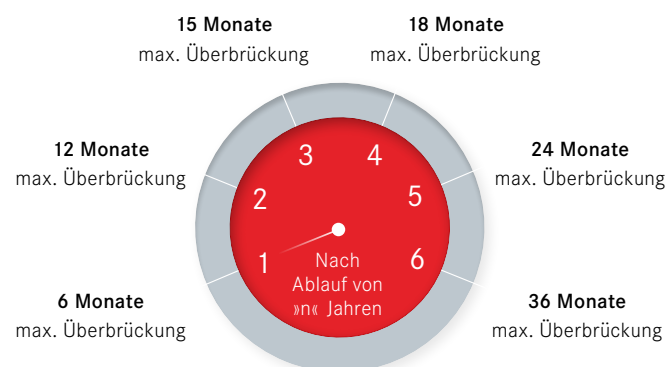 15 Monate
max. Überbrückung
18 Monate
max. Überbrückung
12 Monate
max. Überbrückung
24 Monate
max. Überbrückung
6 Monate
max. Überbrückung
36 Monate
max. Überbrückung
1
2
3
4
5
6
Nach
Ablauf von
»n« Jahren